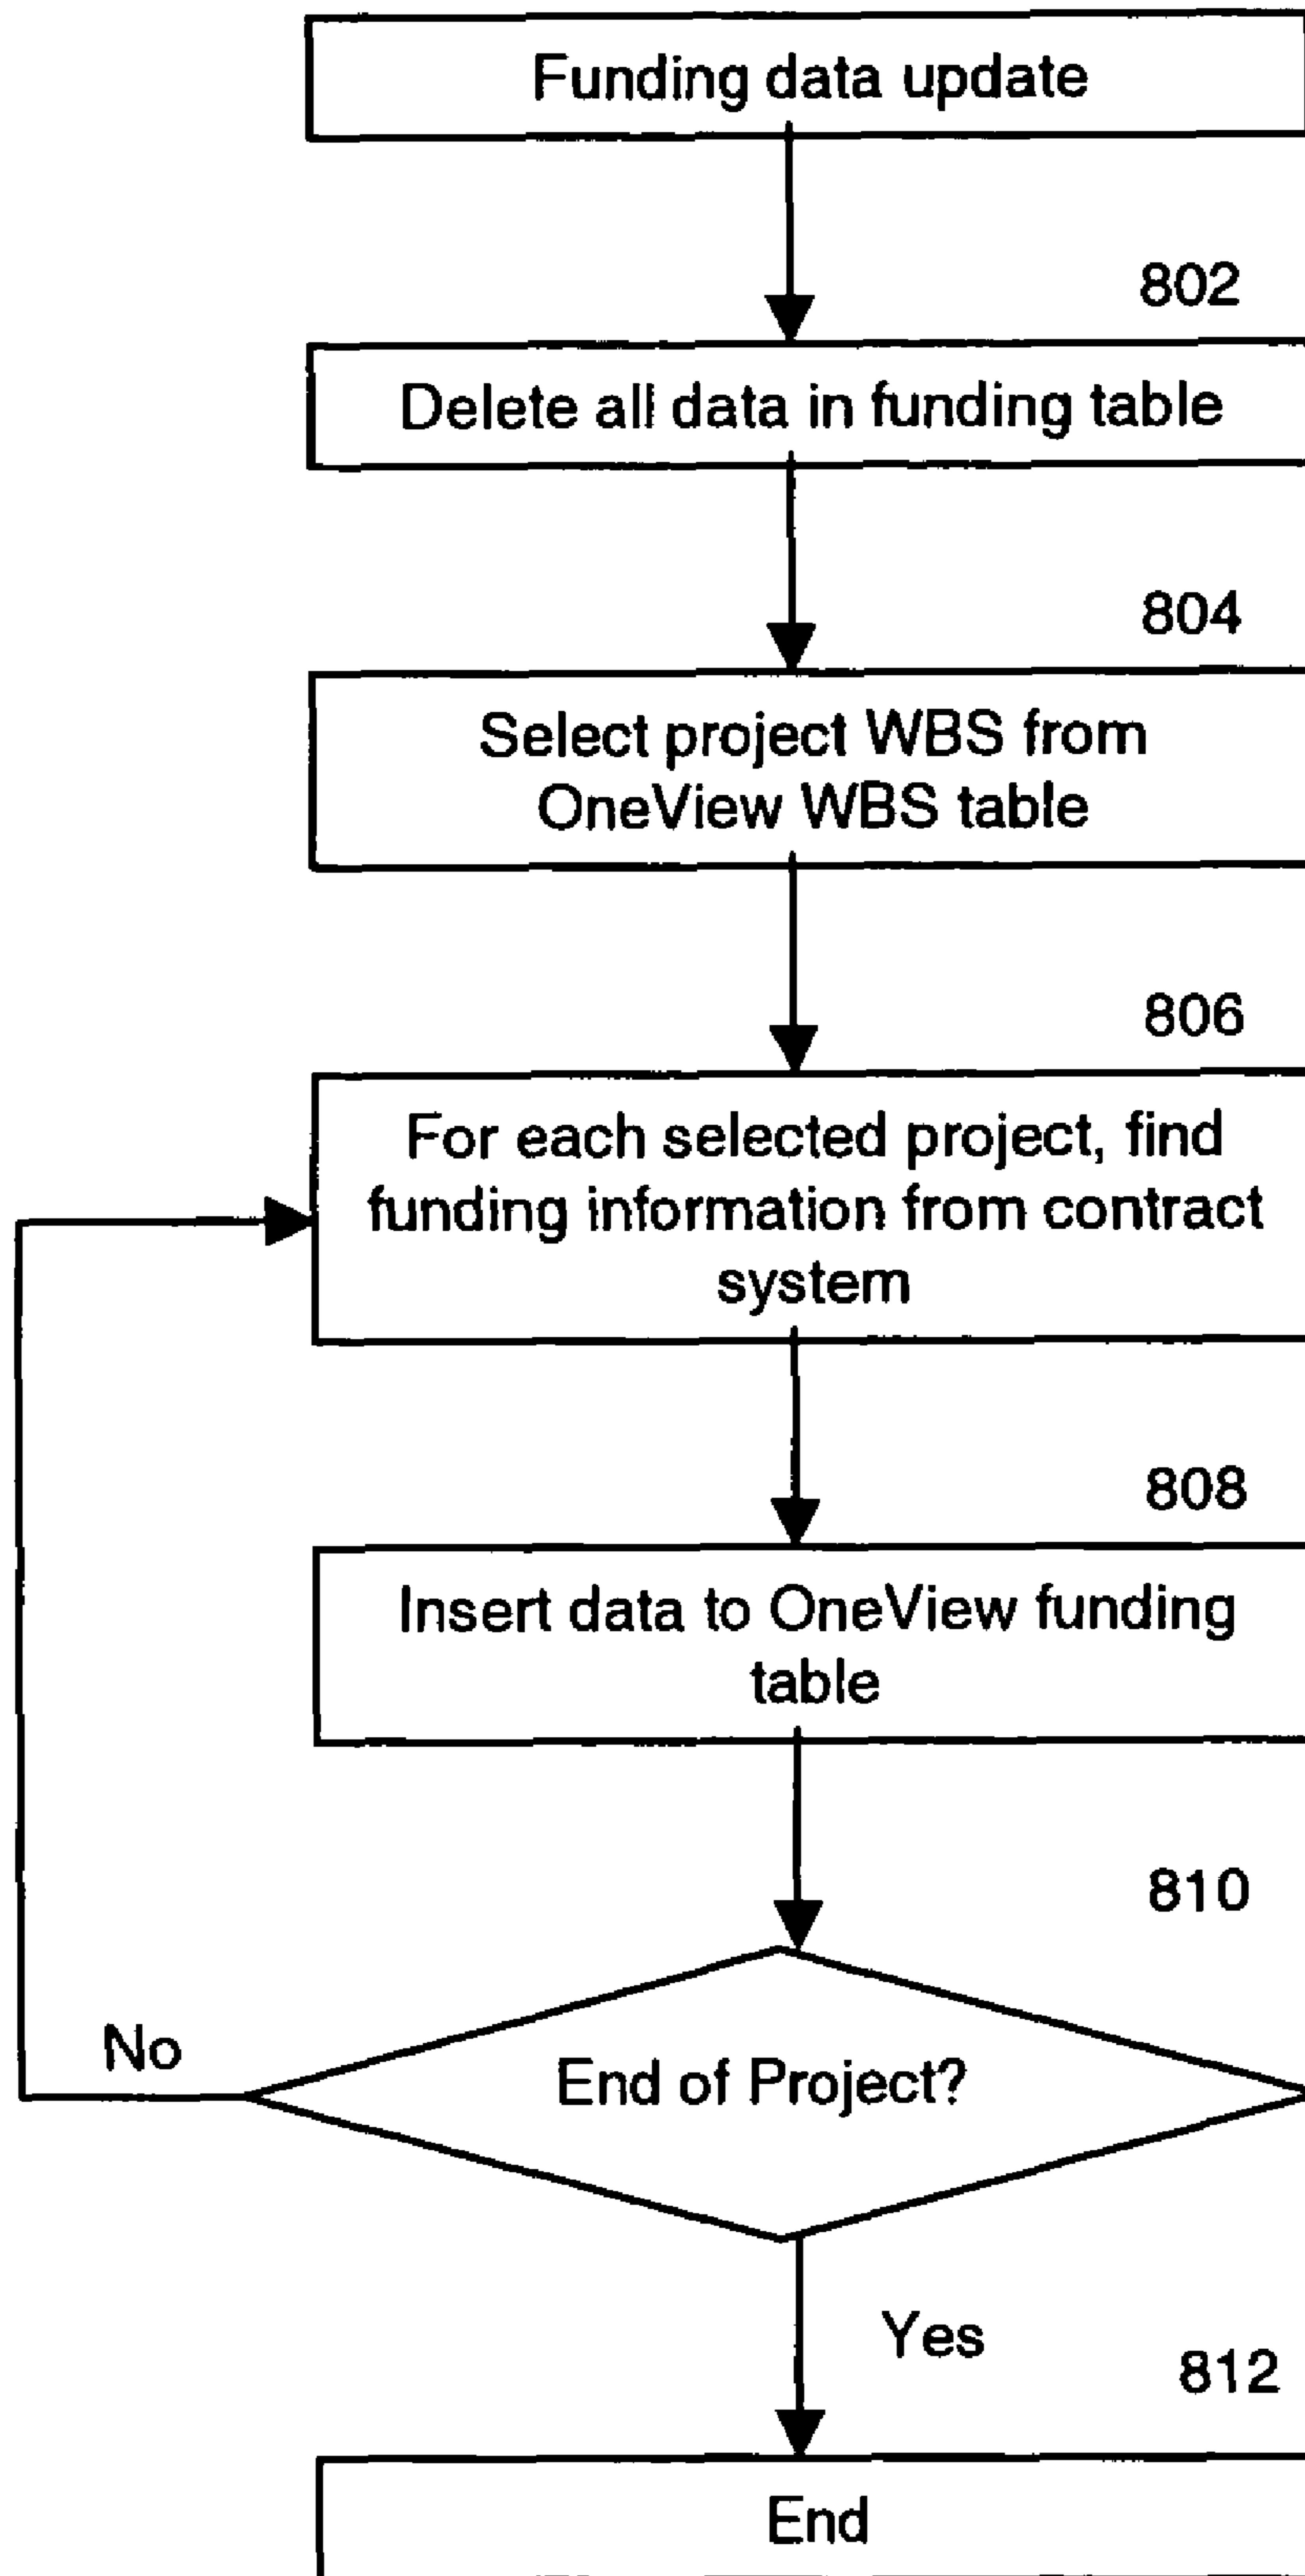 Funding data update
802
Delete all data in funding table
804
Select project WBS from
OneView WBS table
806
For each selected project, find
funding information from contract
system
808
Insert data to OneView funding
table
810
No
End of Project?
Yes
812
End